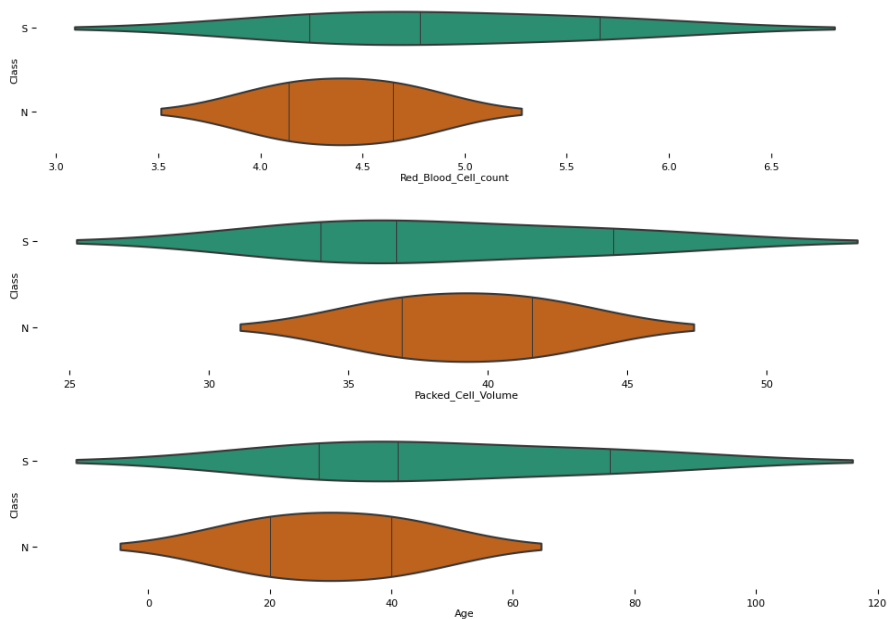 S
Class
N
3.0 3.5 4.0 4.5 5.0 5.5 6.0 6.5
Red_Blood_Cell_count
S
Class
N
25 30 35 40 45 50
Packed_Cell_Volume
S
Class
N
0 20 40 60 80 100 120
Age